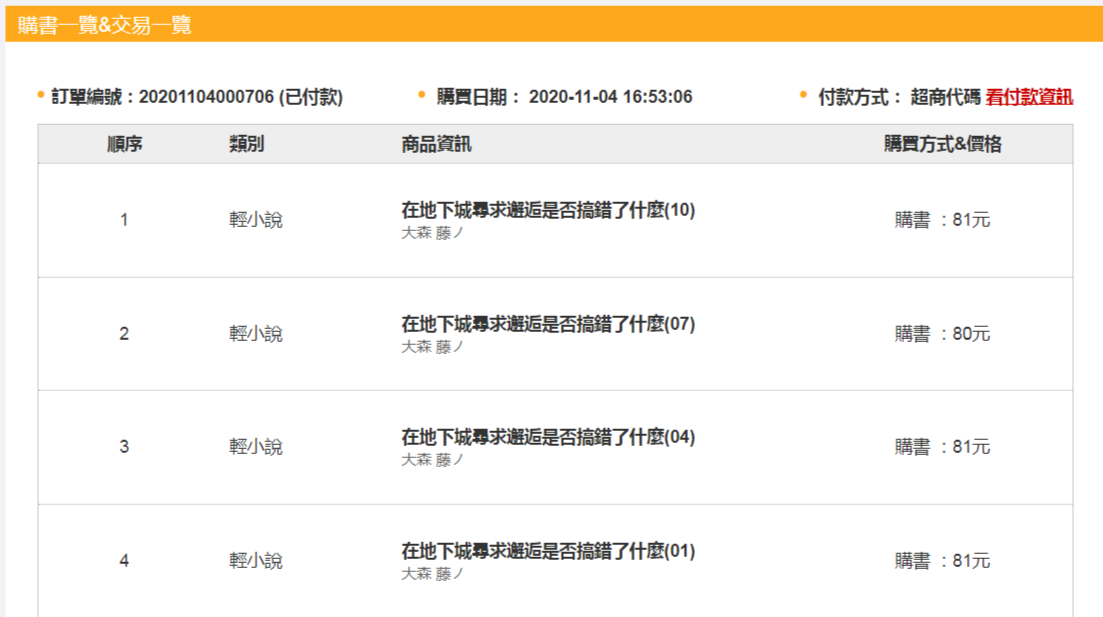 購書一覽&交易一覽
訂單編號：20201104000706 (已付款) 購買日期： 2020-11-04 16:53:06 付款方式： 超商代碼 看付款資訊
順序 類別 商品資訊 購買方式&價格
1 輕小說 在地下城尋求邂逅是否搞錯了什麼(10) 購書 ：81元
大森 藤ノ
2 輕小說 在地下城尋求邂逅是否搞錯了什麼(07) 購書 ：80元
大森 藤ノ
3 輕小說 在地下城尋求邂逅是否搞錯了什麼(04) 購書 ：81元
大森 藤ノ
4 輕小說 在地下城尋求邂逅是否搞錯了什麼(01) 購書 ：81元
大森 藤ノ